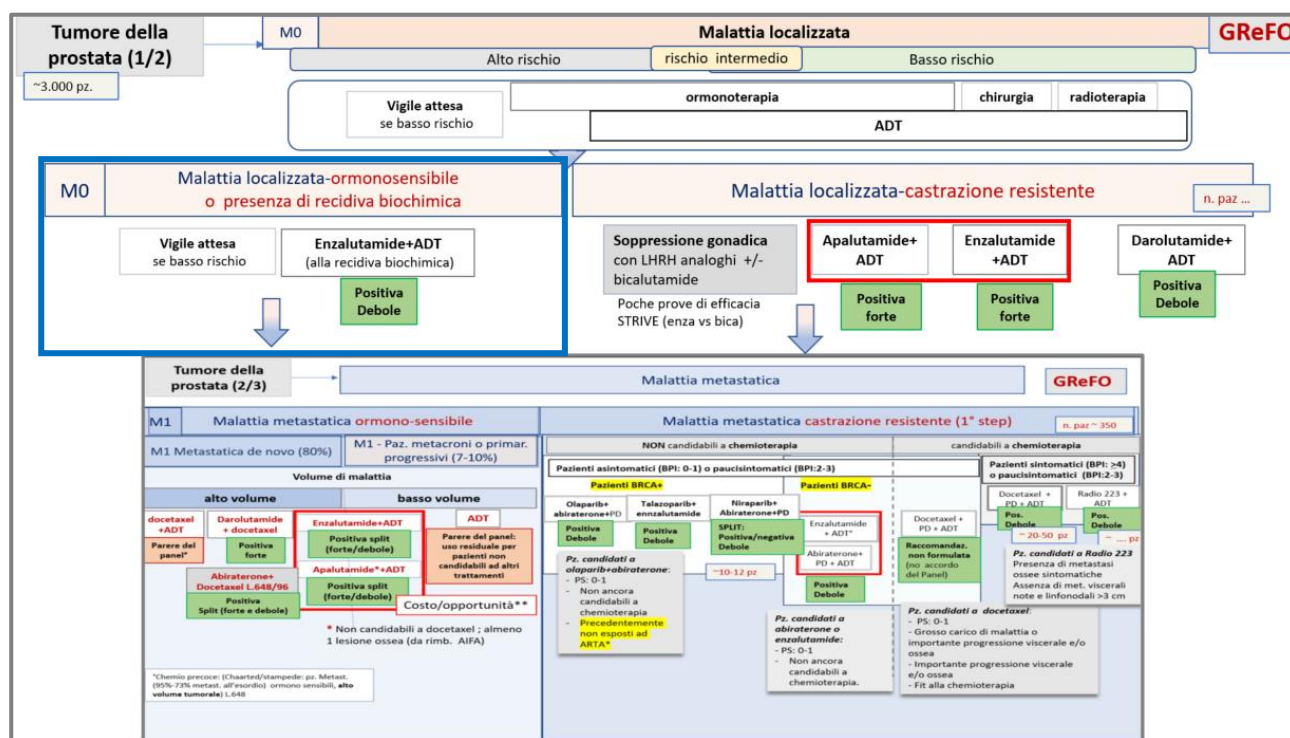 Tumore della
prostata (1/2)
~3.000 pz.
M0
Malattia localizzata
GReFO
Alto rischio
rischio intermedio
Basso rischio
Vigile attesa
se basso rischio
ormonoterapia
chirurgia
radioterapia
ADT
M0
Malattia localizzata-ormonosensibile
o presenza di recidiva biochimica
Vigile attesa
se basso rischio
Enzalutamide+ADT
(alla recidiva biochimica)
Positiva
Debole
Malattia localizzata-castrazione resistente
n. paz ...
Soppressione gonadica
con LHRH analoghi +/-
bicalutamide
Poche prove di efficacia
STRIVE (enza vs bica)
Apalutamide+
ADT
Positiva
forte
Enzalutamide
+ADT
Positiva
forte
Darolutamide+
ADT
Positiva
Debole
Tumore della
prostata (2/3)
Malattia metastatica
GReFO
M1
Malattia metastatica ormono-sensibile
M1 Metastatica de novo (80%)
M1 - Paz. metacroni o primar.
progressivi (7-10%)
Volume di malattia
alto volume
basso volume
docetaxel
+ADT
Parere del
panel*
Darolutamide
+ docetaxel
Positiva
forte
Abiraterone+
Docetaxel L.648/96
Positiva
Split (forte e debole)
Enzalutamide+ADT
Positiva split
(forte/debole)
Apalutamide*+ADT
Positiva split
(forte/debole)
ADT
Parere del panel:
uso residuale per
pazienti non
candidabili ad altri
trattamenti
Costo/opportunità**
* Non candidabili a docetaxel ; almeno
1 lesione ossea (da rimb. AIFA)
*Chemio precoce: (Chaarted/stampede: pz. Metast.
(95%-73% metast. all'esordio) ormono sensibili, alto
volume tumorale) L.648
Malattia metastatica castrazione resistente (1° step)
n. paz ~ 350
NON candidabili a chemioterapia
candidabili a chemioterapia
Pazienti asintomatici (BPI: 0-1) o paucisintomatici (BPI:2-3)
Pazienti sintomatici (BPI: ≥4)
o pausintomatici (BPI:2-3)
Pazienti BRCA+
Pazienti BRCA-
Olaparib+
abiraterone+PD
Positiva
Debole
Talazoparib+
ennzalutamide
Positiva
Debole
Niraparib+
Abiraterone+PD
SPLIT:
Positiva/negativa
Debole
~10-12 pz
Enzalutamide
+ ADT*
Abiraterone+
PD + ADT
Positiva
Debole
Docetaxel +
PD + ADT
Raccomandaz.
non formulata
(no accordo
del Panel)
Docetaxel +
PD + ADT
Pos.
Debole
~ 20-50 pz
Radio 223 +
ADT
Pos.
Debole
~ .... pz
Pz. candidati a
olaparib+abiraterone:
- PS: 0-1
- Non ancora
candidabili a
chemioterapia
- Precedentemente
non esposti ad
ARTA*
Pz. candidati a
abiraterone o
enzalutamide:
- PS: 0-1
- Non ancora
candidabili a
chemioterapia.
Pz. candidati a Radio 223
Presenza di metastasi
ossee sintomatiche
Assenza di met. viscerali
note e linfonodali >3 cm
Pz. candidati a docetaxel:
- PS: 0-1
- Grosso carico di malattia o
importante progressione viscerale e/o
ossea
- Importante progressione viscerale
e/o ossea
- Fit alla chemioterapia